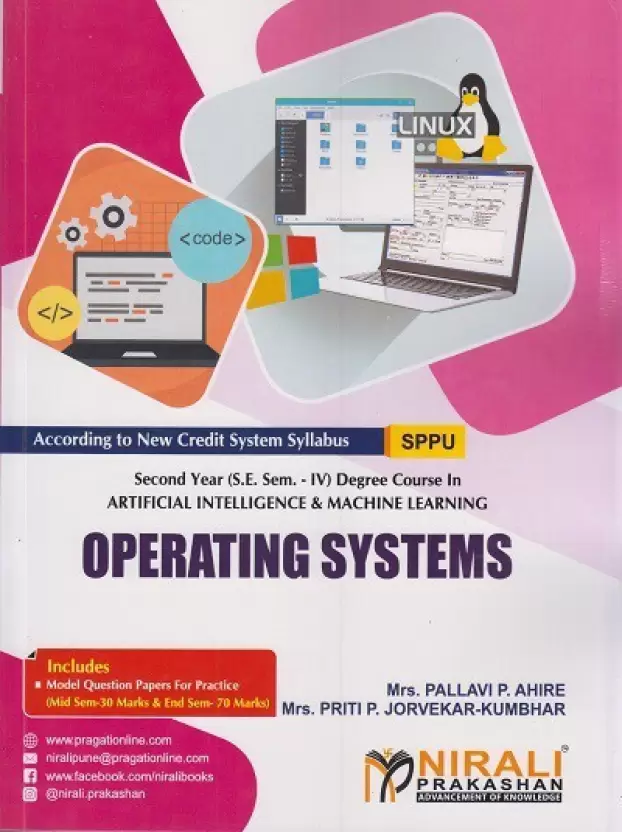 LINUX
<code>
</>
According to New Credit System Syllabus
SPPU
Second Year (S.E. Sem. - IV) Degree Course In
ARTIFICIAL INTELLIGENCE & MACHINE LEARNING
OPERATING SYSTEMS
Includes
▪ Model Question Papers For Practice
(Mid Sem-30 Marks & End Sem- 70 Marks)
Mrs. PALLAVI P. AHIRE
Mrs. PRITI P. JORVEKAR-KUMBHAR
www.pragationline.com
niralipune@pragationline.com
www.facebook.com/niralibooks
@nirali.prakashan
NIRALI™
PRAKASHAN
ADVANCEMENT OF KNOWLEDGE